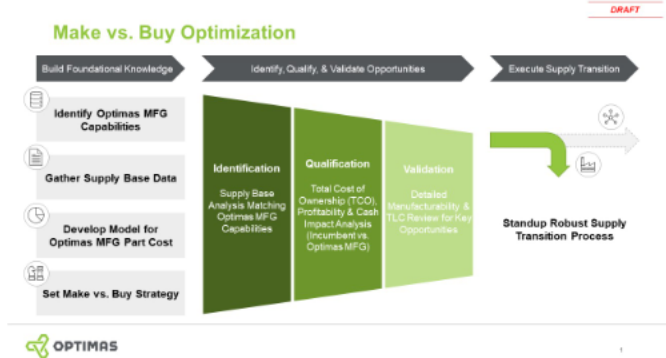 DRAFT
Make vs. Buy Optimization
Build Foundational Knowledge
Identify, Qualify, & Validate Opportunities
Execute Supply Transition
Identify Optimas MFG
Capabilities
Gather Supply Base Data
Develop Model for
Optimas MFG Part Cost
Set Make vs. Buy Strategy
Identification
Supply Base
Analysis Matching
Optimas MFG
Capabilities
Qualification
Total Cost of
Ownership (TCO),
Profitability & Cash
Impact Analysis
(Incumbent vs.
Optimas MFG)
Validation
Detailed
Manufacturability &
TLC Review for Key
Opportunities
Standup Robust Supply
Transition Process
OPTIMAS
1